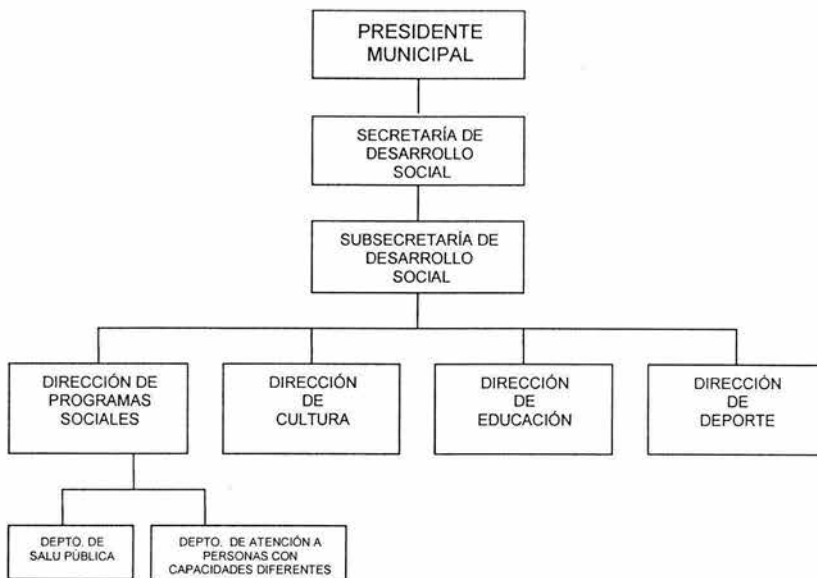 PRESIDENTE
MUNICIPAL
SECRETARÍA DE
DESARROLLO
SOCIAL
SUBSECRETARÍA DE
DESARROLLO
SOCIAL
DIRECCIÓN DE
PROGRAMAS
SOCIALES
DIRECCIÓN
DE
CULTURA
DIRECCIÓN
DE
EDUCACIÓN
DIRECCIÓN
DE
DEPORTE
DEPTO. DE
SALU PÚBLICA
DEPTO. DE ATENCIÓN A
PERSONAS CON
CAPACIDADES DIFERENTES